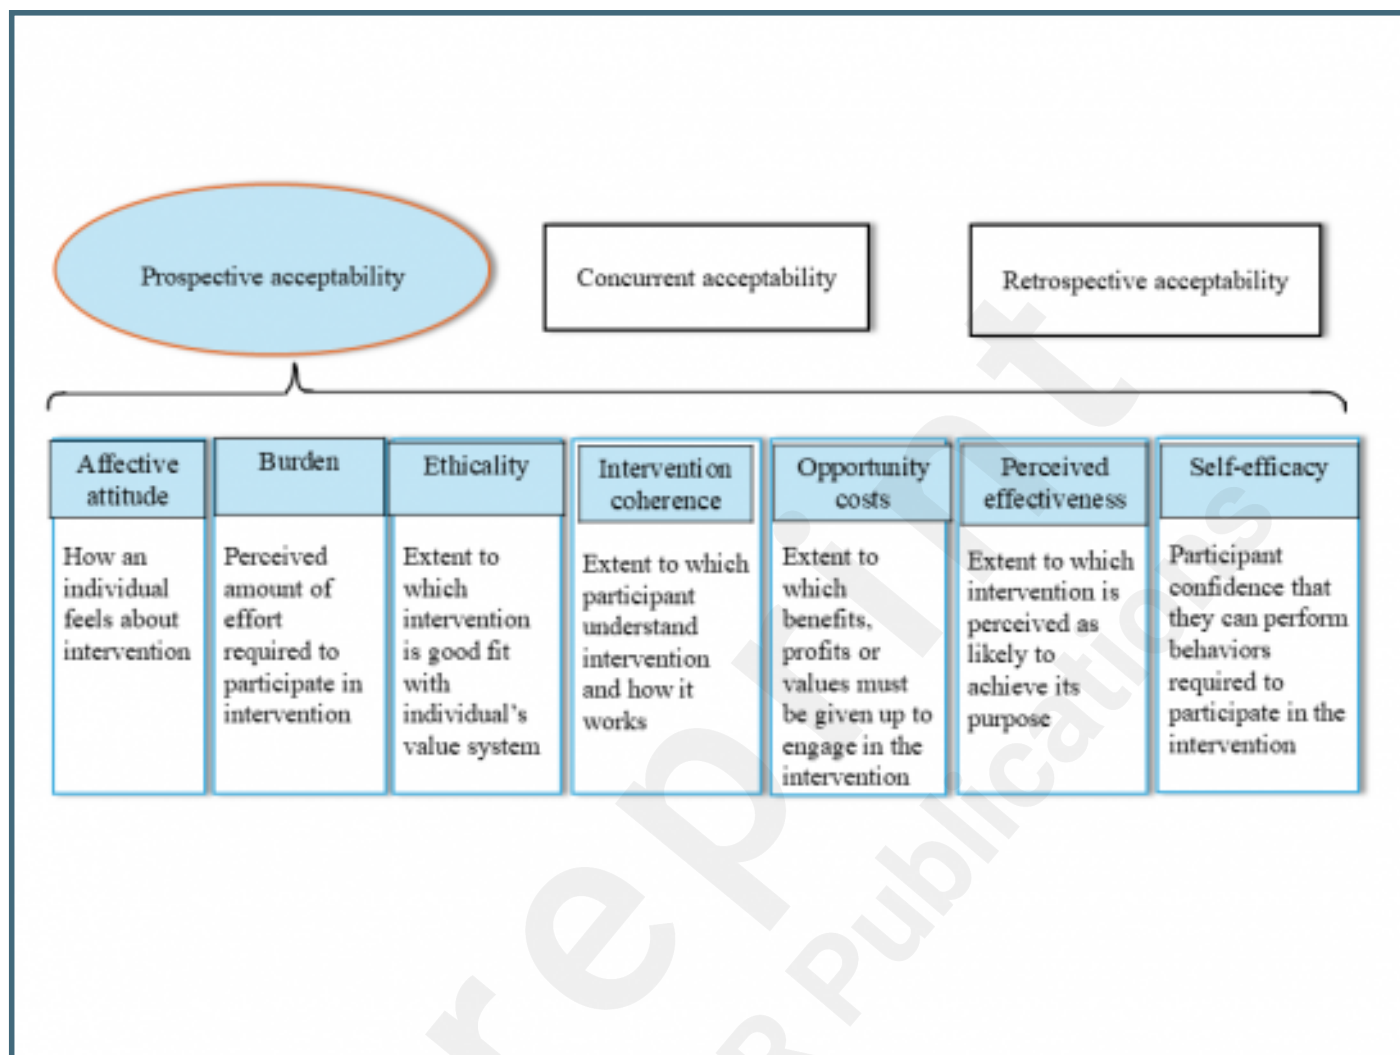 Prospective acceptability
Concurrent acceptability
Retrospective acceptability
Affective
attitude
How an
individual
feels about
intervention
Burden
Perceived
amount of
effort
required to
participate in
intervention
Ethicality
Extent to
which
intervention
is good fit
with
individual's
value system
Intervention
coherence
Extent to which
participant
understand
intervention
and how it
works
Opportunity
costs
Extent to
which
benefits,
profits or
values must
be given up to
engage in the
intervention
Perceived
effectiveness
Extent to which
intervention is
perceived as
likely to
achieve its
purpose
Self-efficacy
Participant
confidence that
they can perform
behaviors
required to
participate in the
intervention
reprint
R Publications